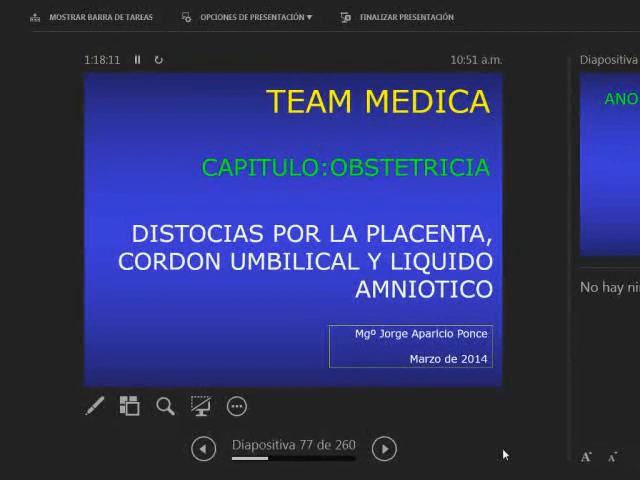 MOSTRAR BARRA DE TAREAS
OPCIONES DE PRESENTACIÓN ▼
FINALIZAR PRESENTACIÓN
1:18:11
10:51 a.m.
Diapositiva
TEAM MEDICA
CAPITULO:OBSTETRICIA
DISTOCIAS POR LA PLACENTA,
CORDON UMBILICAL Y LIQUIDO
AMNIOTICO
Mgº Jorge Aparicio Ponce
Marzo de 2014
ANO
No hay ni
Diapositiva 77 de 260
A A